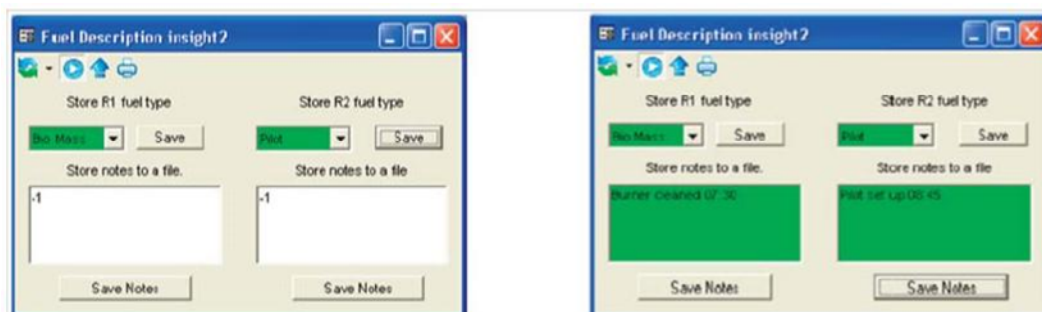 Fuel Description insight2
Store R1 fuel type Store R2 fuel type
Bio Mass Save Pilot Save
Store notes to a file. Store notes to a file
-1 -1
Save Notes Save Notes
Fuel Description insight2
Store R1 fuel type Store R2 fuel type
Bio Mass Save Pilot Save
Store notes to a file. Store notes to a file
Burner cleaned 07:30 Pilot set up 08:45
Save Notes Save Notes